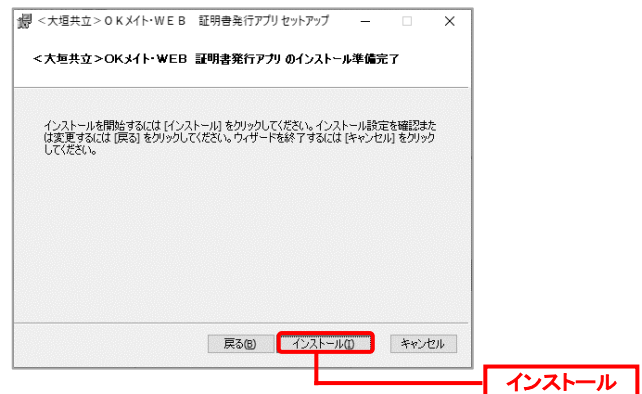 <大垣共立>OKメイト・WEB 証明書発行アプリ セットアップ
<大垣共立>OKメイト・WEB 証明書発行アプリ のインストール準備完了
インストールを開始するには [インストール] をクリックしてください。インストール設定を確認また
は変更するには [戻る] をクリックしてください。ウィザードを終了するには [キャンセル] をクリック
してください。
戻る(B) インストール(I) キャンセル
インストール